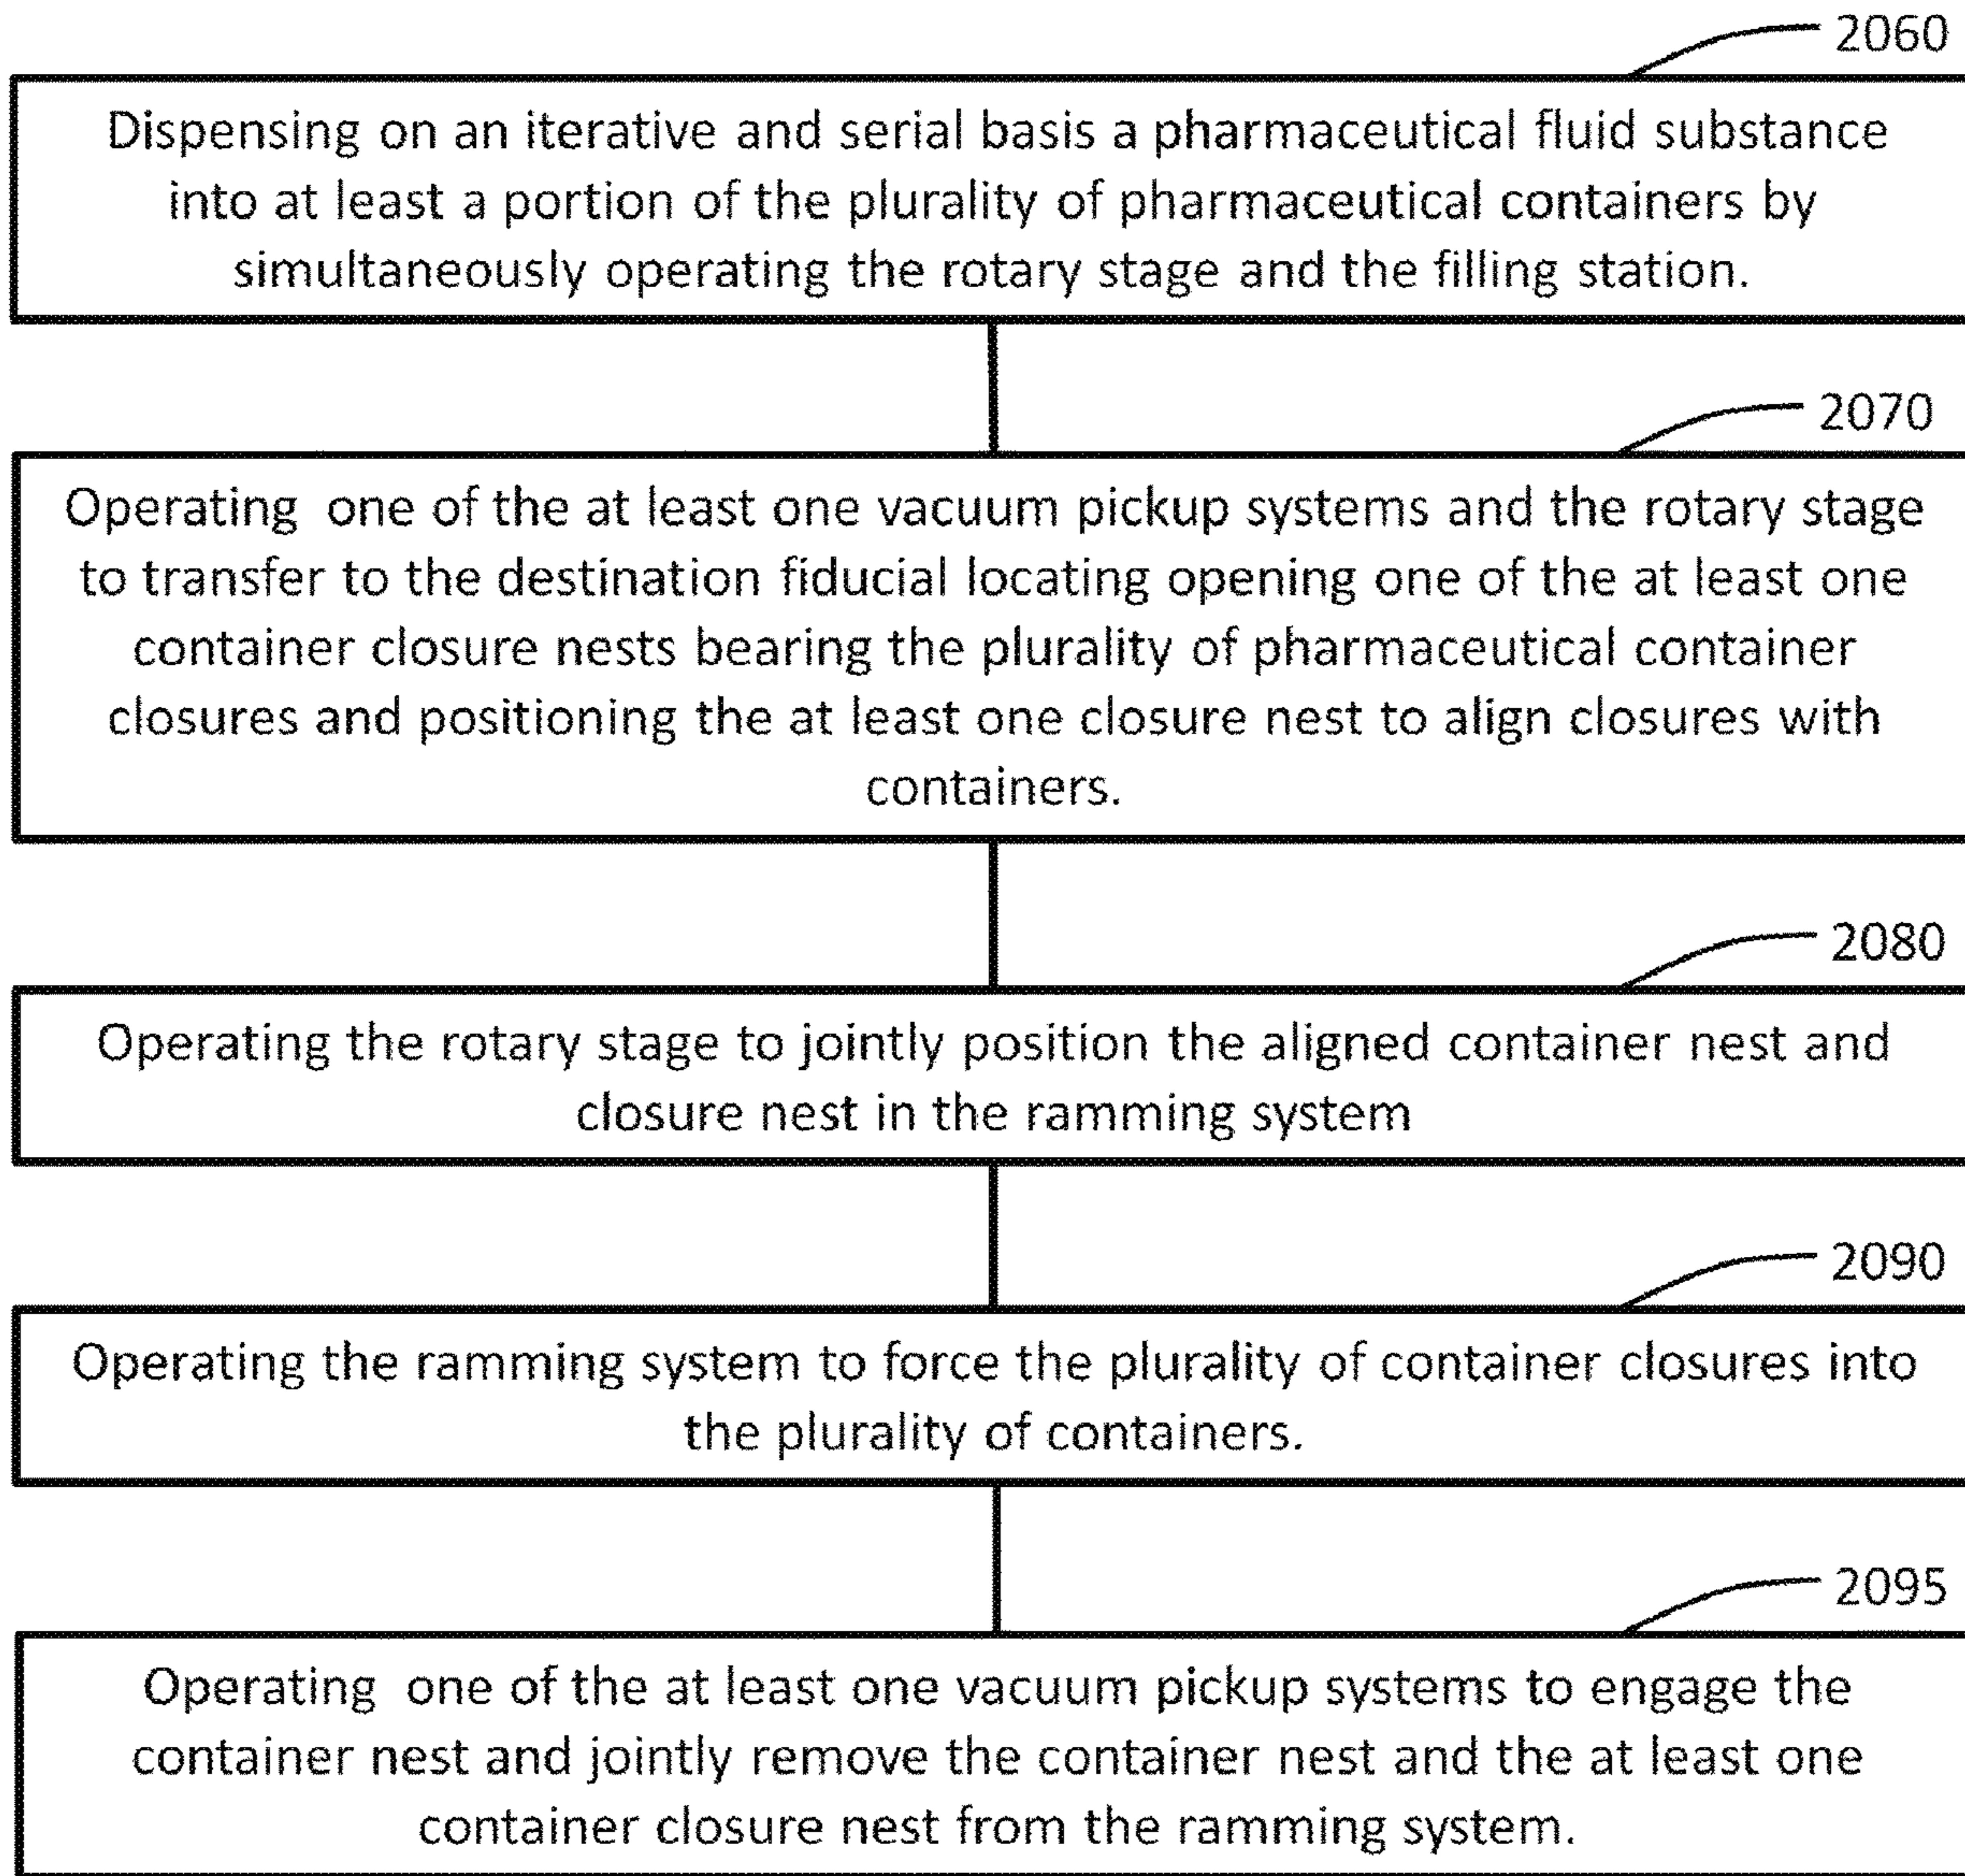 2060
Dispensing on an iterative and serial basis a pharmaceutical fluid substance
into at least a portion of the plurality of pharmaceutical containers by
simultaneously operating the rotary stage and the filling station.
2070
Operating one of the at least one vacuum pickup systems and the rotary stage
to transfer to the destination fiducial locating opening one of the at least one
container closure nests bearing the plurality of pharmaceutical container
closures and positioning the at least one closure nest to align closures with
containers.
2080
Operating the rotary stage to jointly position the aligned container nest and
closure nest in the ramming system
2090
Operating the ramming system to force the plurality of container closures into
the plurality of containers.
2095
Operating one of the at least one vacuum pickup systems to engage the
container nest and jointly remove the container nest and the at least one
container closure nest from the ramming system.